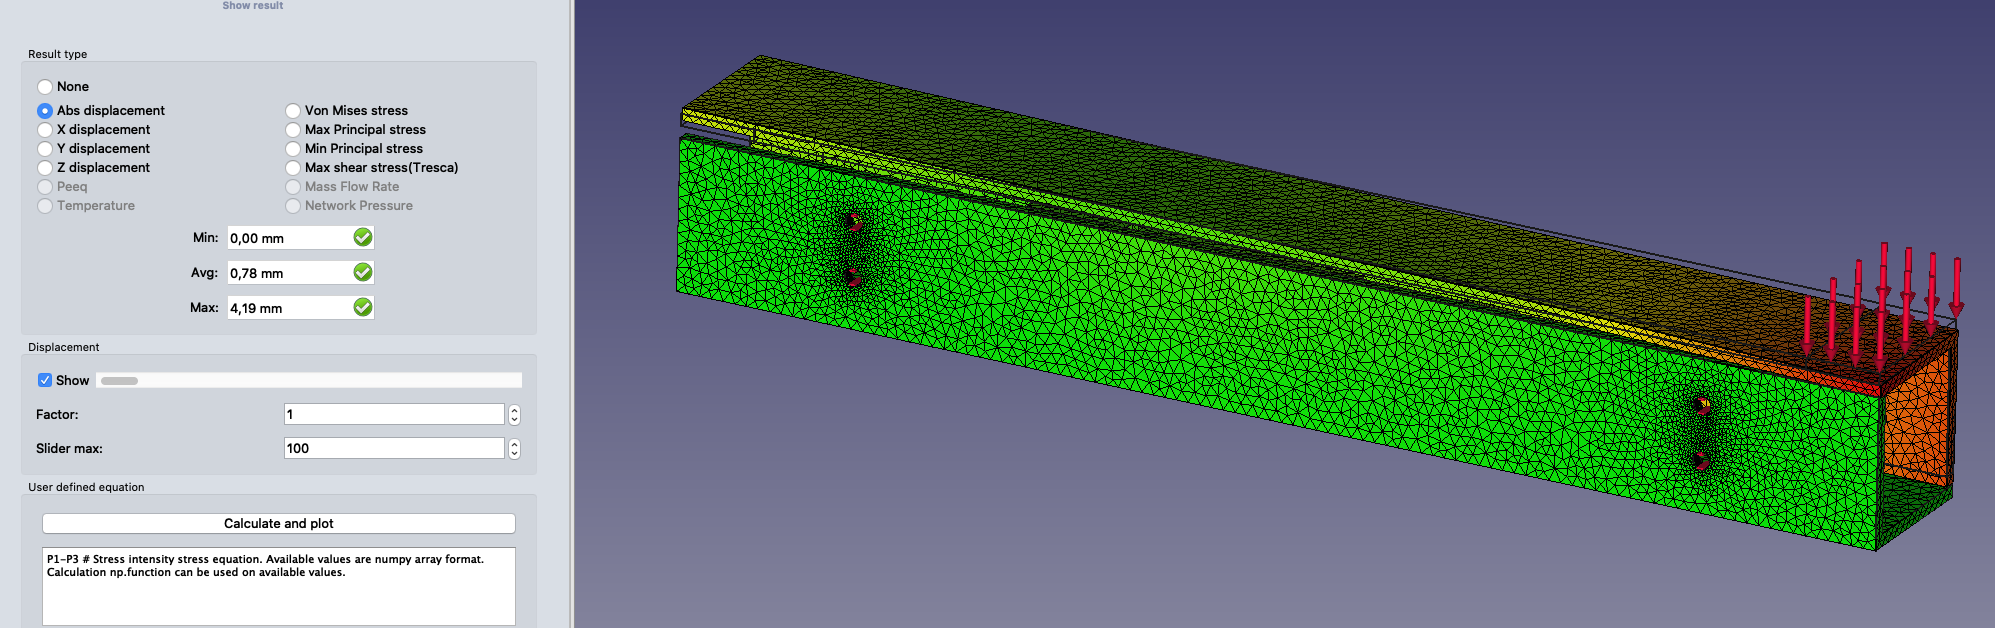 Show result
Result type
None
Abs displacement
Von Mises stress
X displacement
Max Principal stress
Y displacement
Min Principal stress
Z displacement
Max shear stress(Tresca)
Peeq
Mass Flow Rate
Temperature
Network Pressure
Min: 0,00 mm
Avg: 0,78 mm
Max: 4,19 mm
Displacement
Show
Factor: 1
Slider max: 100
User defined equation
Calculate and plot
P1-P3 # Stress intensity stress equation. Available values are numpy array format.
Calculation np.function can be used on available values.